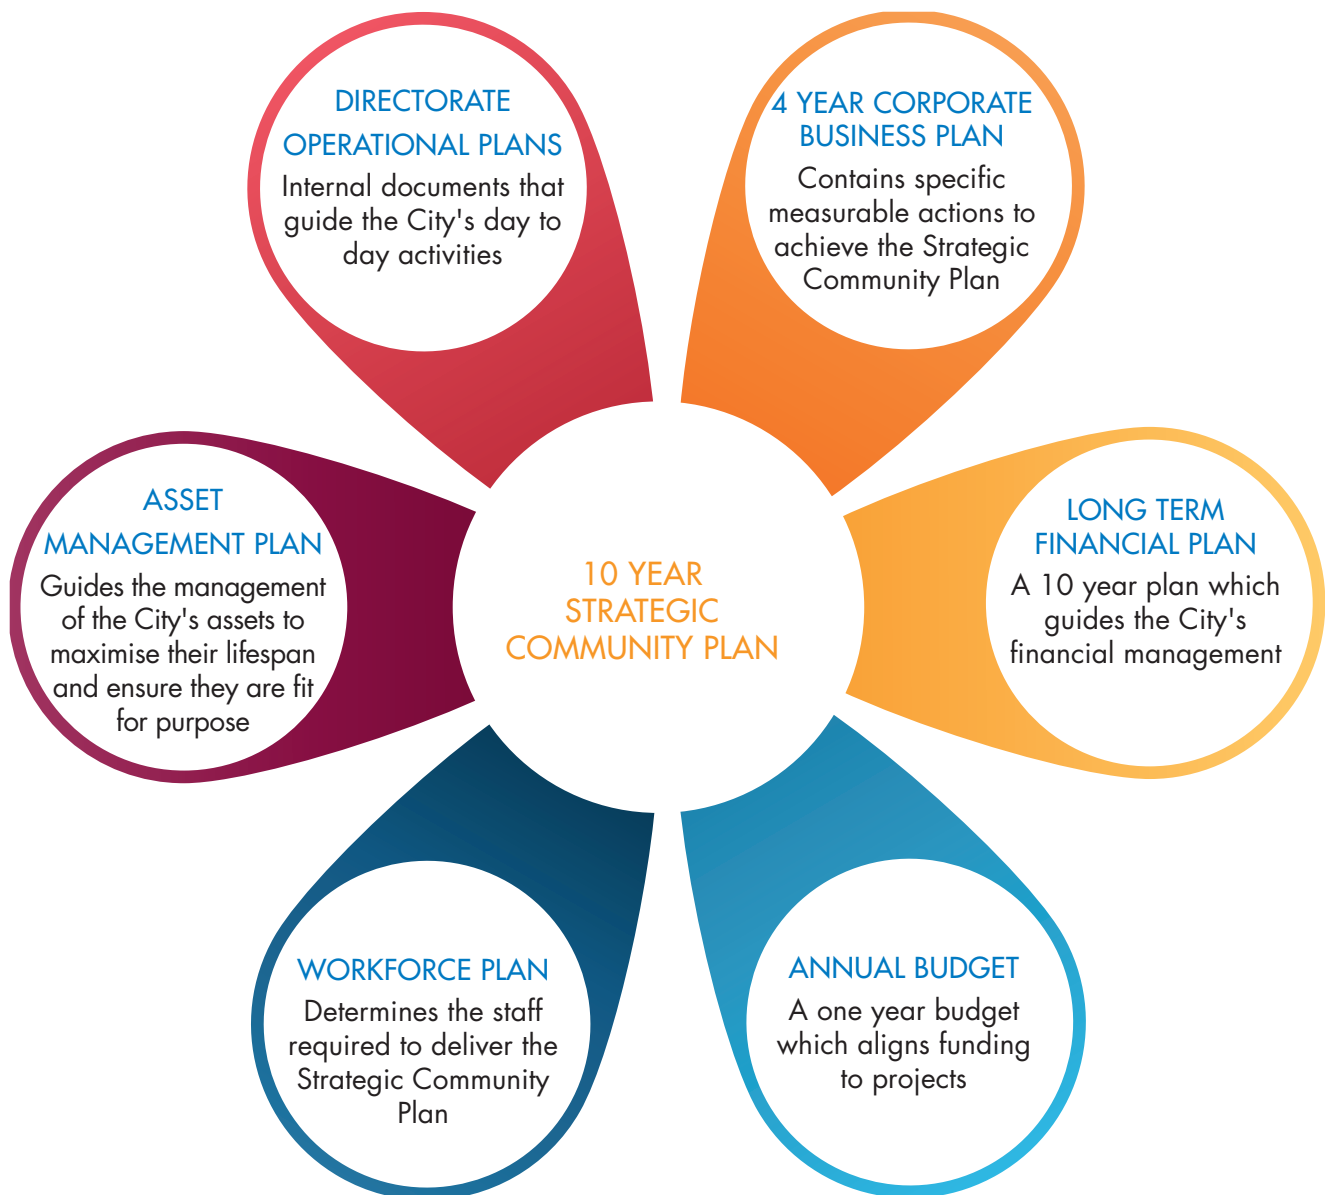 DIRECTORATE
OPERATIONAL PLANS
Internal documents that
guide the City's day to
day activities
4 YEAR CORPORATE
BUSINESS PLAN
Contains specific
measurable actions to
achieve the Strategic
Community Plan
ASSET
MANAGEMENT PLAN
Guides the management
of the City's assets to
maximise their lifespan
and ensure they are fit
for purpose
10 YEAR
STRATEGIC
COMMUNITY PLAN
LONG TERM
FINANCIAL PLAN
A 10 year plan which
guides the City's
financial management
WORKFORCE PLAN
Determines the staff
required to deliver the
Strategic Community
Plan
ANNUAL BUDGET
A one year budget
which aligns funding
to projects